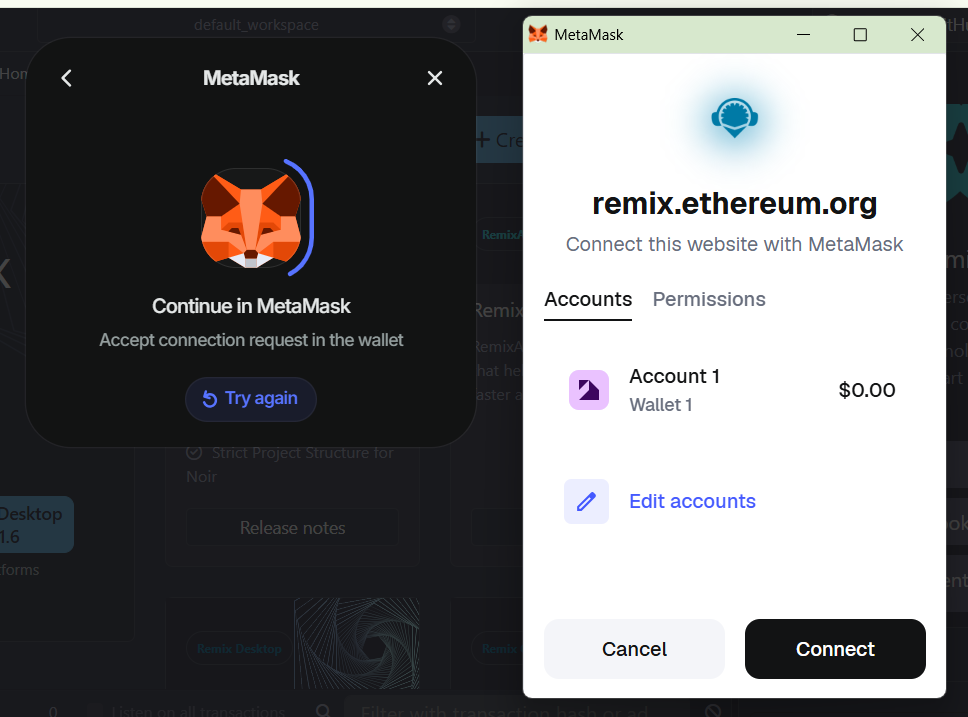 default_workspace
Hom
MetaMask
Continue in MetaMask
Accept connection request in the wallet
Try again
Strict Project Structure for
Noir
Release notes
Desktop
1.6
tforms
Remix Desktop
0
Listen on all transactions
Filter with transaction hash or ad
+ Cre
RemixA
Remix
RemixA
hat he
aster a
Remix
MetaMask
remix.ethereum.org
Connect this website with MetaMask
Accounts
Permissions
Account 1
$0.00
Wallet 1
Edit accounts
Cancel
Connect